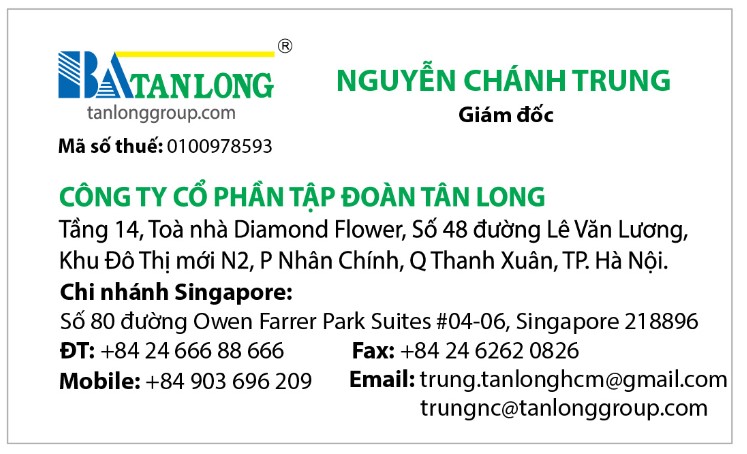 BATANLONG ®
tanlonggroup.com
Mã số thuế: 0100978593
NGUYỄN CHÁNH TRUNG
Giám đốc
CÔNG TY CỔ PHẦN TẬP ĐOÀN TÂN LONG
Tầng 14, Toà nhà Diamond Flower, Số 48 đường Lê Văn Lương,
Khu Đô Thị mới N2, P Nhân Chính, Q Thanh Xuân, TP. Hà Nội.
Chi nhánh Singapore:
Số 80 đường Owen Farrer Park Suites #04-06, Singapore 218896
ĐT: +84 24 666 88 666 Fax: +84 24 6262 0826
Mobile: +84 903 696 209 Email: trung.tanlonghcm@gmail.com
trungnc@tanlonggroup.com